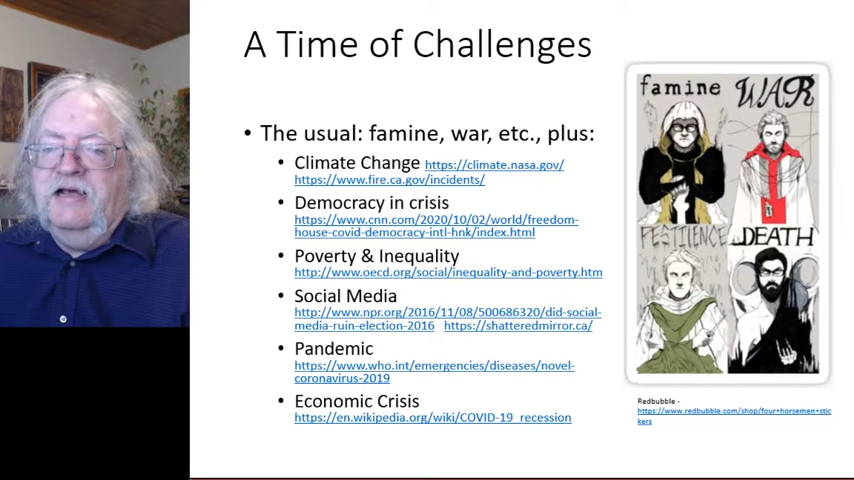 A Time of Challenges
• The usual: famine, war, etc., plus:
• Climate Change https://climate.nasa.gov/
https://www.fire.ca.gov/incidents/
• Democracy in crisis
https://www.cnn.com/2020/10/02/world/freedom-
house-covid-democracy-intl-hnk/index.html
• Poverty & Inequality
http://www.oecd.org/social/inequality-and-poverty.htm
• Social Media
http://www.npr.org/2016/11/08/500686320/did-social-
media-ruin-election-2016 https://shatteredmirror.ca/
• Pandemic
https://www.who.int/emergencies/diseases/novel-
coronavirus-2019
• Economic Crisis
https://en.wikipedia.org/wiki/COVID-19_recession
famine WAR
PESTILENCE DEATH
Redbubble -
https://www.redbubble.com/shop/four+horsemen+stic
kers